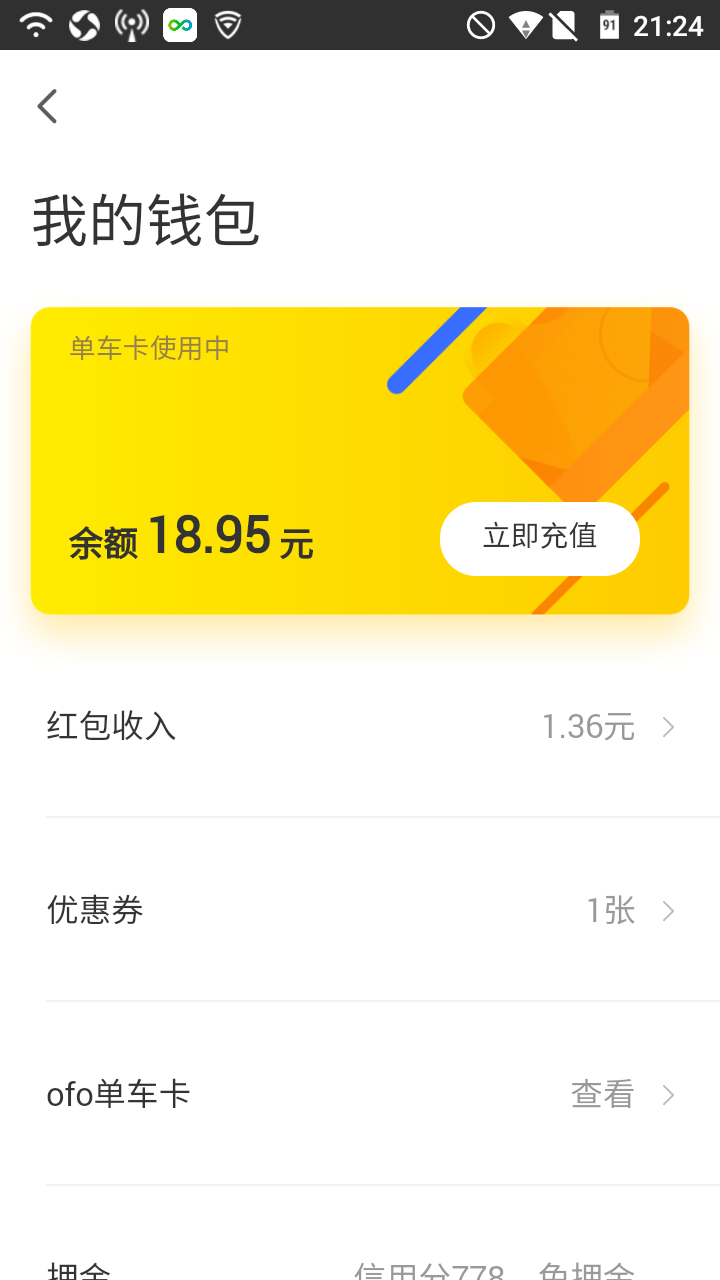 91 21:24
我的钱包
单车卡使用中
余额 18.95 元
立即充值
红包收入 1.36元
优惠券 1张
ofo单车卡 查看
押金 信用分778，免押金